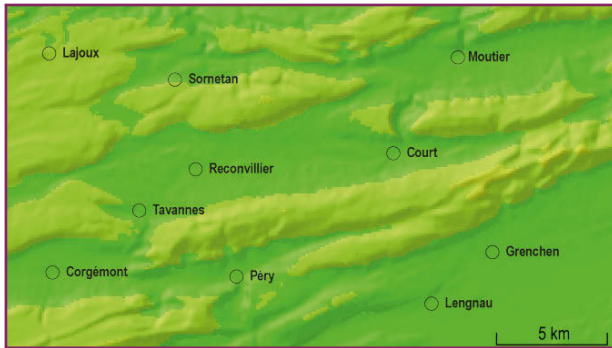 Lajoux
Moutier
Sornetan
Court
Reconvillier
Tavannes
Grenchen
Corgémont
Péry
Lengnau
5 km